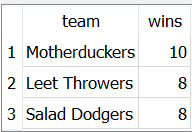 team wins
1 Motherduckers 10
2 Leet Throwers 8
3 Salad Dodgers 8